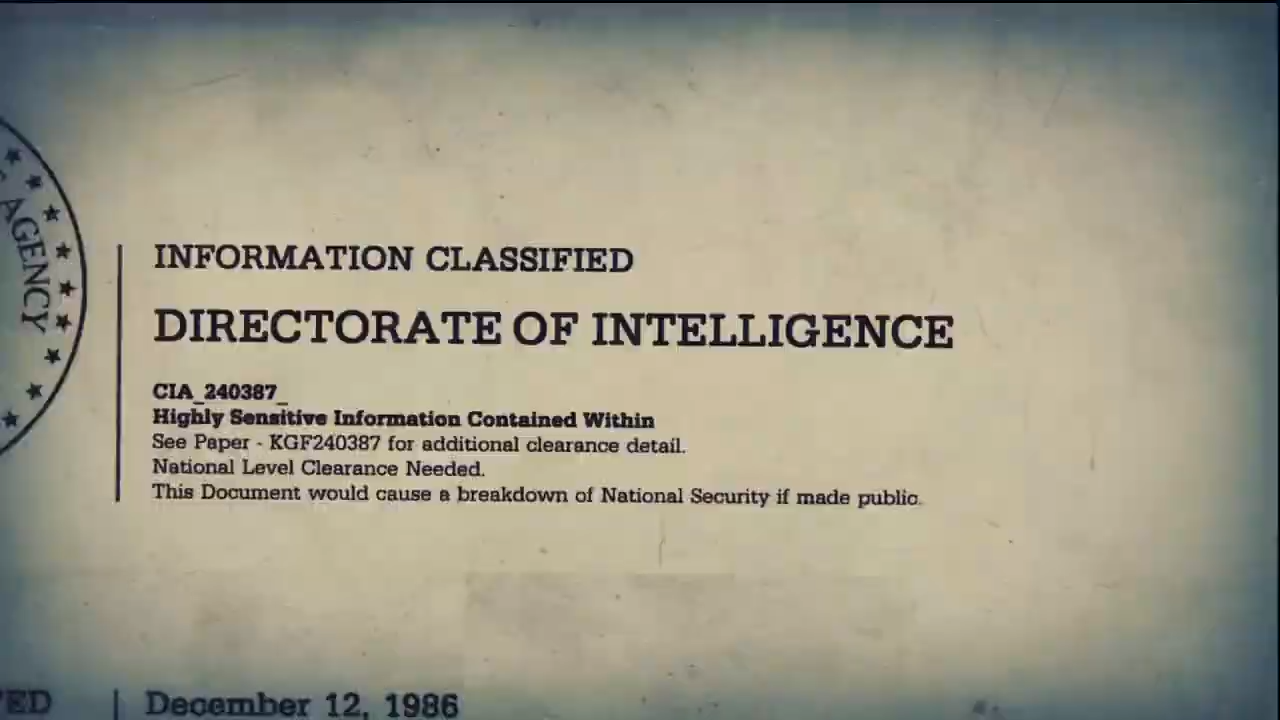 AGENCY
INFORMATION CLASSIFIED
DIRECTORATE OF INTELLIGENCE
CIA_240387_
Highly Sensitive Information Contained Within
See Paper - KGF240387 for additional clearance detail.
National Level Clearance Needed.
This Document would cause a breakdown of National Security if made public.
December 12, 1986